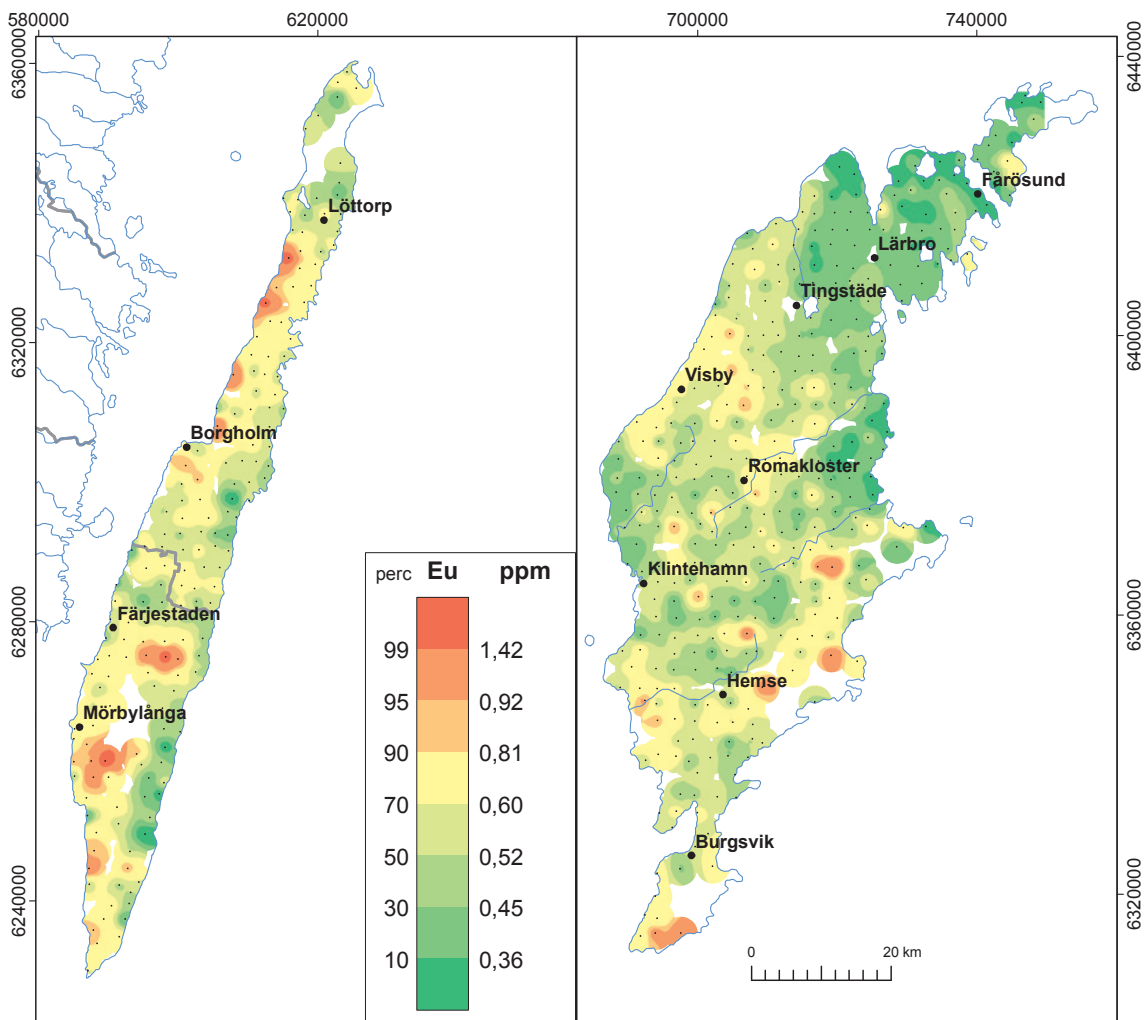 580000
620000
700000
740000
6360000
6320000
6280000
6240000
6440000
6400000
6360000
6320000
Löttorp
Borgholm
Färjestaden
Mörbylånga
Fårösund
Lärbro
Tingstäde
Visby
Romakloster
Klintehamn
Hemse
Burgsvik
perc Eu ppm
99 1,42
95 0,92
90 0,81
70 0,60
50 0,52
30 0,45
10 0,36
0 20 km